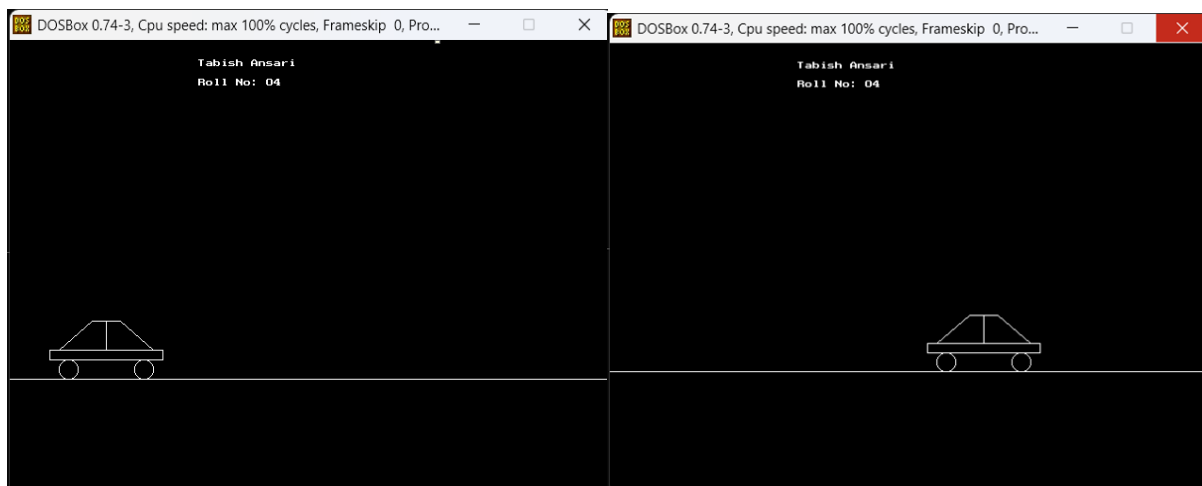 DOSBox 0.74-3, Cpu speed: max 100% cycles, Frameskip 0, Pro...
Tabish Ansari
Roll No: 04
DOSBox 0.74-3, Cpu speed: max 100% cycles, Frameskip 0, Pro...
Tabish Ansari
Roll No: 04